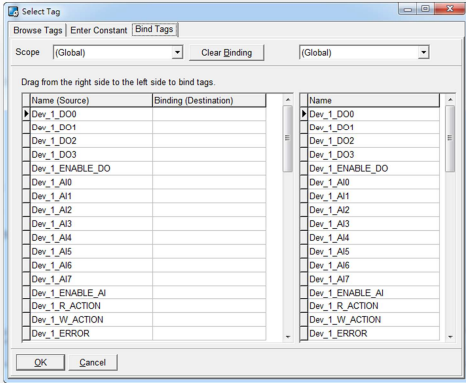 Select Tag
Browse Tags Enter Constant Bind Tags
Scope (Global) Clear Binding (Global)
Drag from the right side to the left side to bind tags.
Name (Source) Binding (Destination) Name
Dev_1_DO0 Dev_1_DO0
Dev_1_DO1 Dev_1_DO1
Dev_1_DO2 Dev_1_DO2
Dev_1_DO3 Dev_1_DO3
Dev_1_ENABLE_DO Dev_1_ENABLE_DO
Dev_1_AI0 Dev_1_AI0
Dev_1_AI1 Dev_1_AI1
Dev_1_AI2 Dev_1_AI2
Dev_1_AI3 Dev_1_AI3
Dev_1_AI4 Dev_1_AI4
Dev_1_AI5 Dev_1_AI5
Dev_1_AI6 Dev_1_AI6
Dev_1_AI7 Dev_1_AI7
Dev_1_ENABLE_AI Dev_1_ENABLE_AI
Dev_1_R_ACTION Dev_1_R_ACTION
Dev_1_W_ACTION Dev_1_W_ACTION
Dev_1_ERROR Dev_1_ERROR
OK Cancel